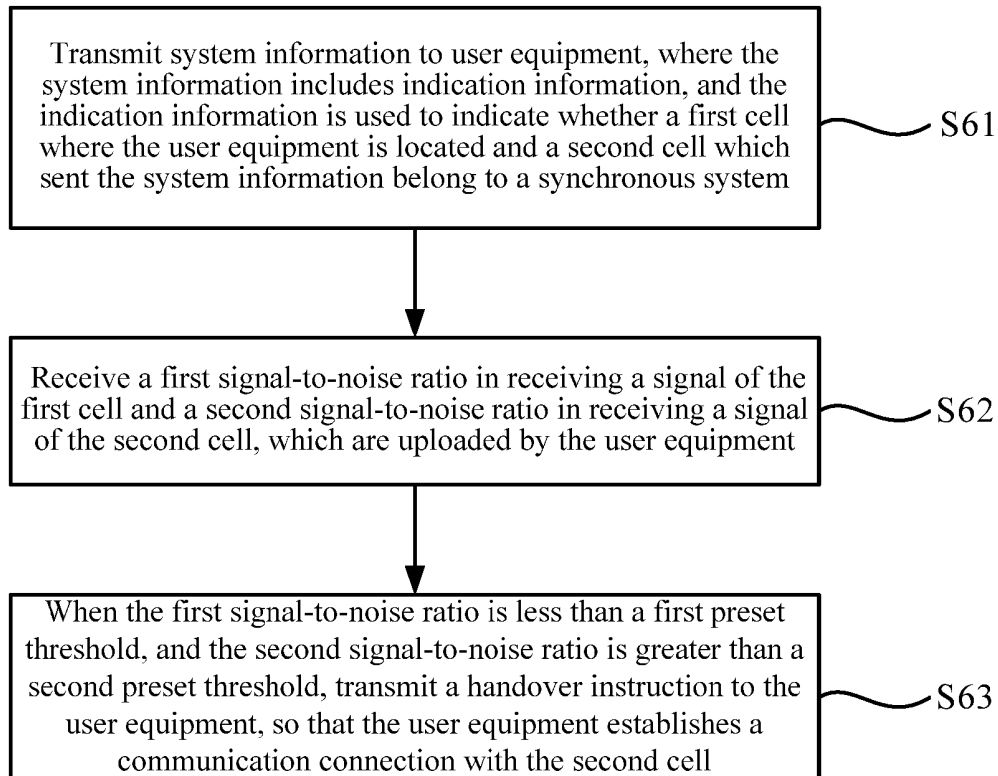 Transmit system information to user equipment, where the
system information includes indication information, and the
indication information is used to indicate whether a first cell
where the user equipment is located and a second cell which
sent the system information belong to a synchronous system
S61
Receive a first signal-to-noise ratio in receiving a signal of the
first cell and a second signal-to-noise ratio in receiving a signal
of the second cell, which are uploaded by the user equipment
S62
When the first signal-to-noise ratio is less than a first preset
threshold, and the second signal-to-noise ratio is greater than a
second preset threshold, transmit a handover instruction to the
user equipment, so that the user equipment establishes a
communication connection with the second cell
S63